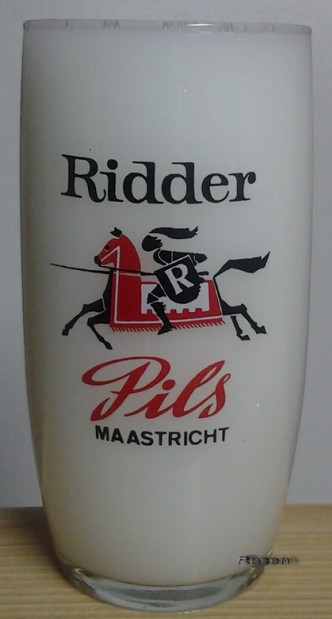 Ridder
R
Pils
MAASTRICHT